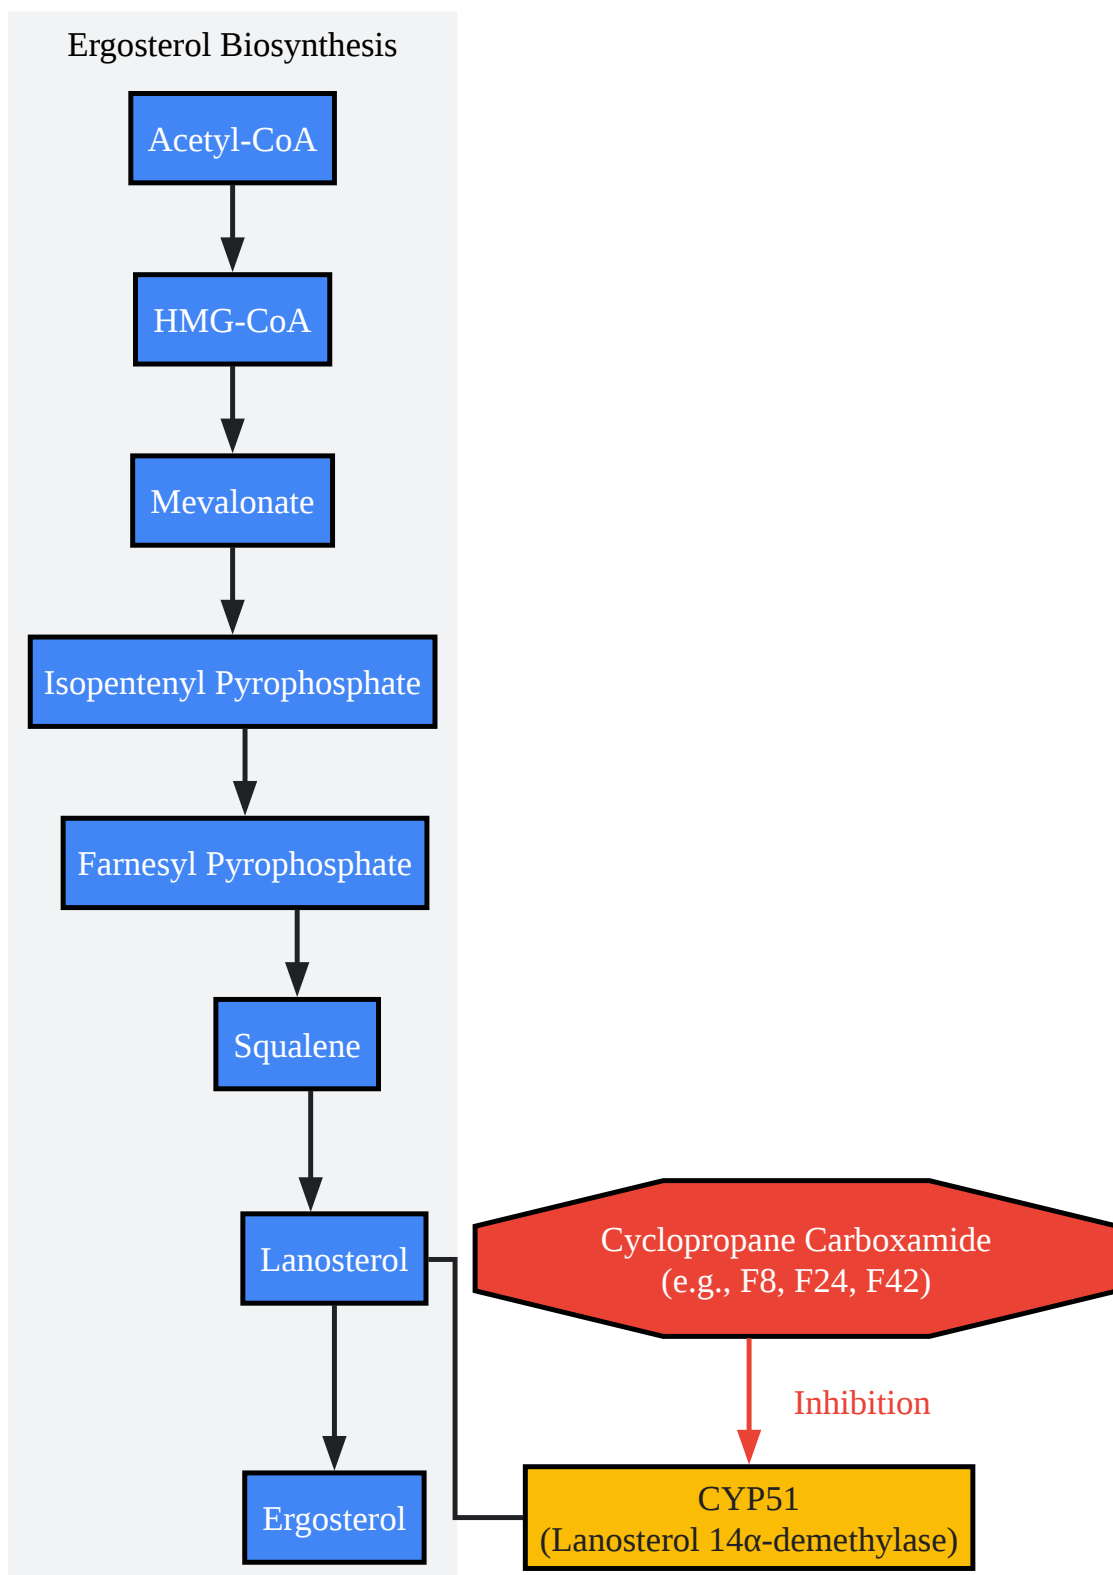 Ergosterol Biosynthesis
Acetyl-CoA
HMG-CoA
Mevalonate
Isopentenyl Pyrophosphate
Farnesyl Pyrophosphate
Squalene
Lanosterol
Cyclopropane Carboxamide
(e.g., F8, F24, F42)
Inhibition
Ergosterol
CYP51
(Lanosterol 14α-demethylase)